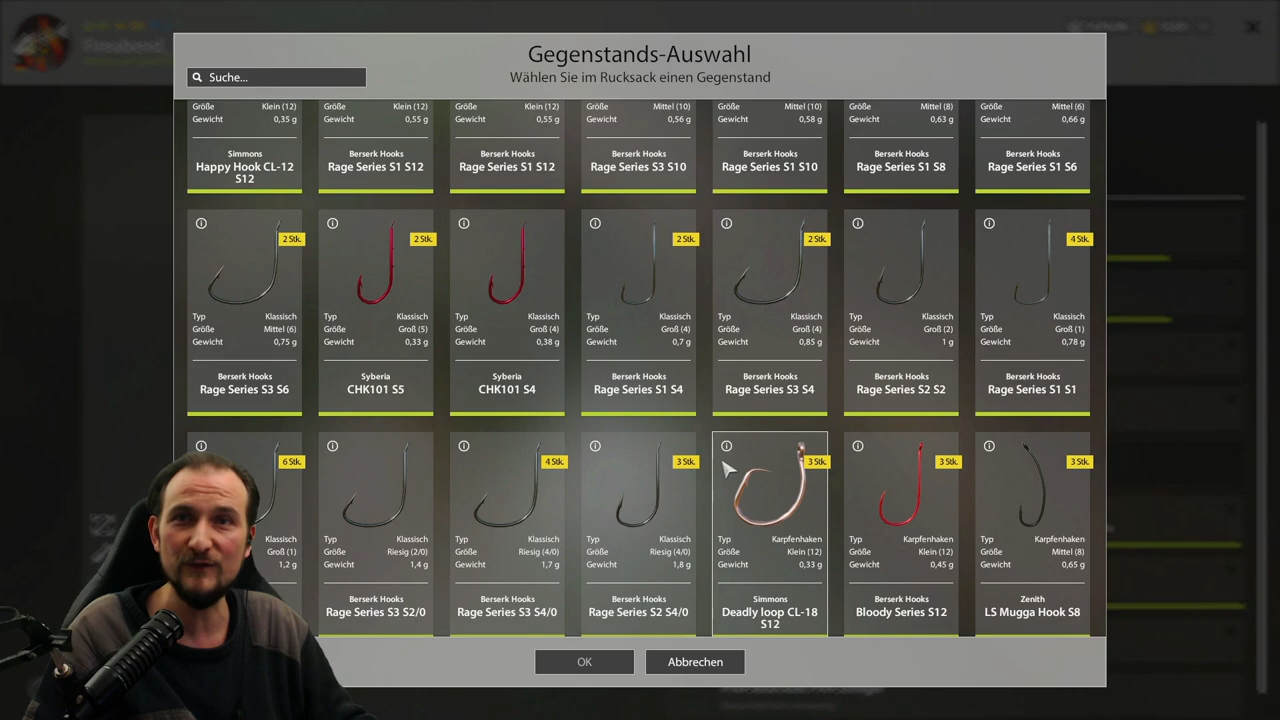 Gegenstands-Auswahl
Suche...
Wählen Sie im Rucksack einen Gegenstand
Größe Klein (12) Größe Klein (12) Größe Klein (12) Größe Mittel (10) Größe Mittel (10) Größe Mittel (8) Größe Mittel (6)
Gewicht 0,35 g Gewicht 0,55 g Gewicht 0,55 g Gewicht 0,56 g Gewicht 0,58 g Gewicht 0,63 g Gewicht 0,66 g
Simmons Berserk Hooks Berserk Hooks Berserk Hooks Berserk Hooks Berserk Hooks Berserk Hooks
Happy Hook CL-12 Rage Series S1 S12 Rage Series S1 S12 Rage Series S3 S10 Rage Series S1 S10 Rage Series S1 S8 Rage Series S1 S6
S12
2 Stk. 2 Stk. 2 Stk. 2 Stk. 4 Stk.
Typ Klassisch Typ Klassisch Typ Klassisch Typ Klassisch Typ Klassisch Typ Klassisch Typ Klassisch
Größe Mittel (6) Größe Groß (5) Größe Groß (4) Größe Groß (4) Größe Groß (4) Größe Groß (2) Größe Groß (1)
Gewicht 0,75 g Gewicht 0,33 g Gewicht 0,38 g Gewicht 0,7 g Gewicht 0,85 g Gewicht 1 g Gewicht 0,78 g
Berserk Hooks Syberia Syberia Berserk Hooks Berserk Hooks Berserk Hooks Berserk Hooks
Rage Series S3 S6 CHK101 S5 CHK101 S4 Rage Series S1 S4 Rage Series S3 S4 Rage Series S2 S2 Rage Series S1 S1
6 Stk. 4 Stk. 3 Stk. 3 Stk. 3 Stk. 3 Stk.
Klassisch Typ Klassisch Typ Klassisch Typ Klassisch Typ Karpfenhaken Typ Karpfenhaken Typ Karpfenhaken
Groß (1) Größe Riesig (2/0) Größe Riesig (4/0) Größe Riesig (4/0) Größe Klein (12) Größe Klein (12) Größe Mittel (8)
1,2 g Gewicht 1,4 g Gewicht 1,7 g Gewicht 1,8 g Gewicht 0,33 g Gewicht 0,45 g Gewicht 0,65 g
Berserk Hooks Berserk Hooks Berserk Hooks Simmons Berserk Hooks Zenith
Rage Series S3 S2/0 Rage Series S3 S4/0 Rage Series S2 S4/0 Deadly loop CL-18 Bloody Series S12 LS Mugga Hook S8
S12
OK Abbrechen